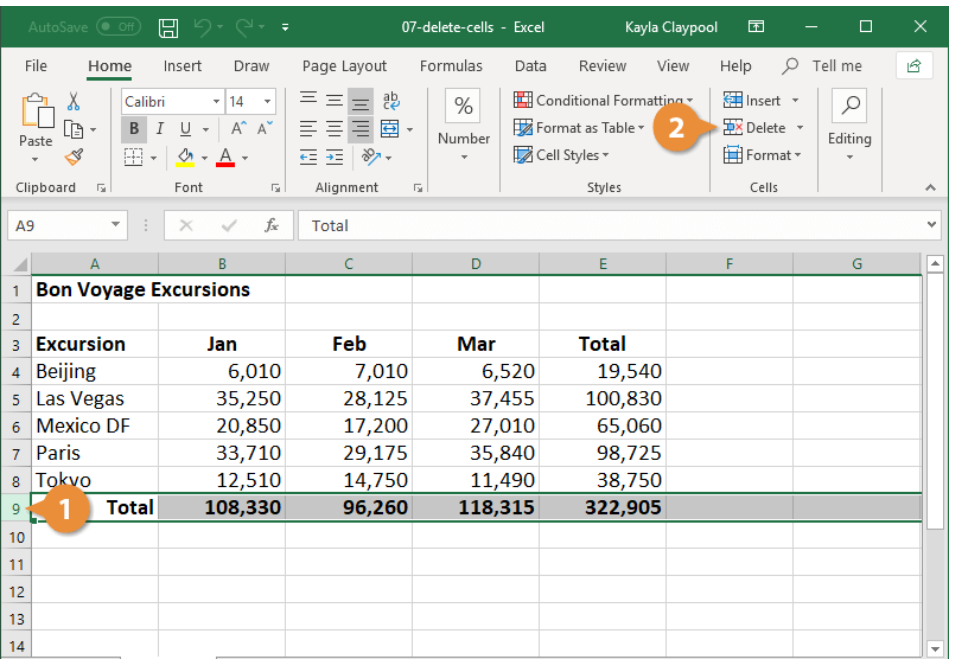 AutoSave Off 07-delete-cells - Excel Kayla Claypool
File Home Insert Draw Page Layout Formulas Data Review View Help Tell me
Calibri 14 ab % Conditional Formatting Insert
Paste B I U A A Number Format as Table 2 Delete Editing
Cell Styles Format
Clipboard Font Alignment Styles Cells
A9 fx Total
A B C D E F G
1 Bon Voyage Excursions
2
3 Excursion Jan Feb Mar Total
4 Beijing 6,010 7,010 6,520 19,540
5 Las Vegas 35,250 28,125 37,455 100,830
6 Mexico DF 20,850 17,200 27,010 65,060
7 Paris 33,710 29,175 35,840 98,725
8 Tokyo 12,510 14,750 11,490 38,750
9 1 Total 108,330 96,260 118,315 322,905
10
11
12
13
14